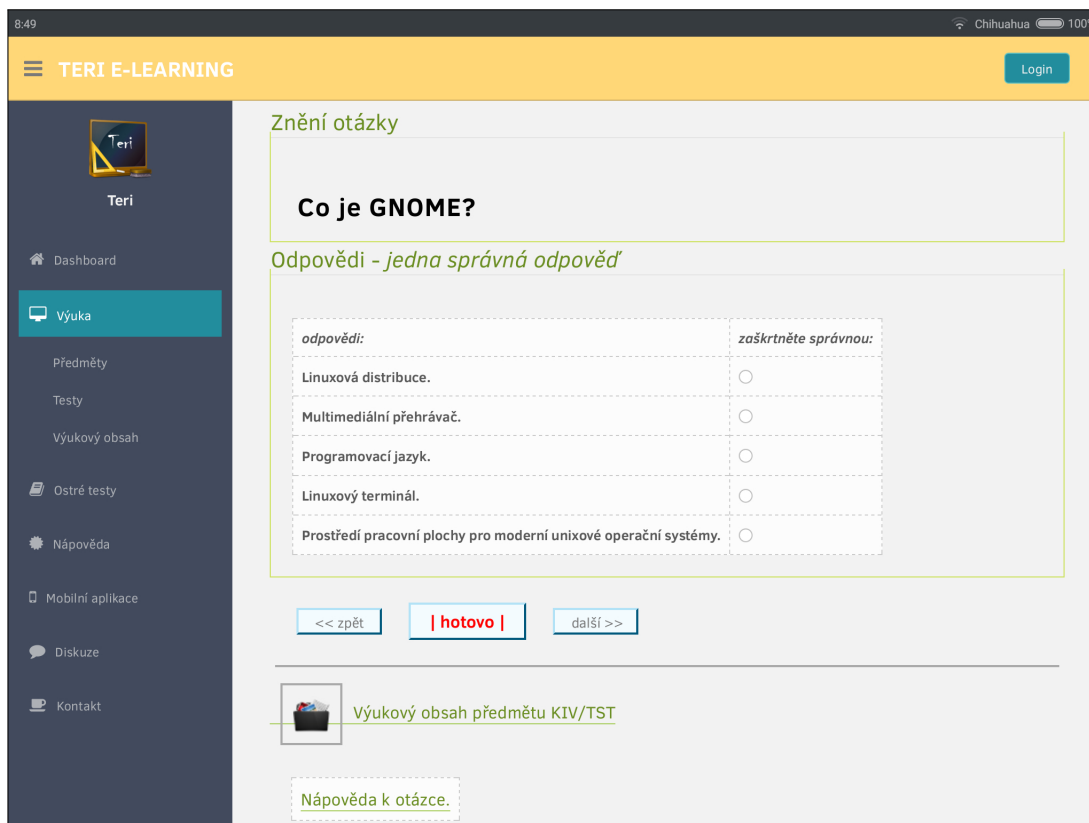 8:49
Chihuahua
100%
TERI E-LEARNING
Login
Teri
Teri
Dashboard
Výuka
Předměty
Testy
Výukový obsah
Ostré testy
Nápověda
Mobilní aplikace
Diskuze
Kontakt
Znění otázky
Co je GNOME?
Odpovědi - jedna správná odpověď
odpovědi: zaškrtněte správnou:
Linuxová distribuce.
Multimediální přehrávač.
Programovací jazyk.
Linuxový terminál.
Prostředí pracovní plochy pro moderní unixové operační systémy.
<< zpět | hotovo | další >>
Výukový obsah předmětu KIV/TST
Nápověda k otázce.